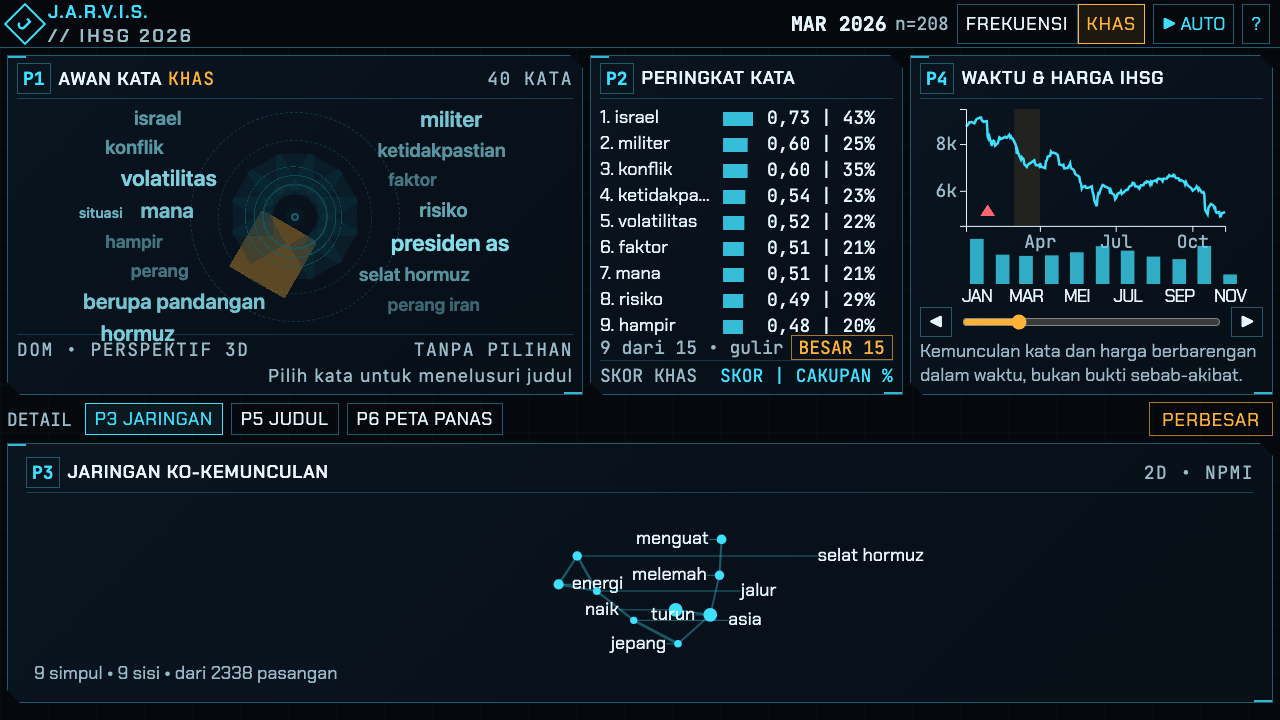 J.A.R.V.I.S.
// IHSG 2026
MAR 2026 n=208 FREKUENSI KHAS ▶ AUTO ?
P1 AWAN KATA KHAS 40 KATA
israel
militer
konflik
ketidakpastian
volatilitas
faktor
situasi
mana
risiko
hampir
presiden as
perang
selat hormuz
berupa pandangan
perang iran
hormuz
DOM • PERSPEKTIF 3D TANPA PILIHAN
Pilih kata untuk menelusuri judul
P2 PERINGKAT KATA
1. israel 0,73 | 43%
2. militer 0,60 | 25%
3. konflik 0,60 | 35%
4. ketidakpa... 0,54 | 23%
5. volatilitas 0,52 | 22%
6. faktor 0,51 | 21%
7. mana 0,51 | 21%
8. risiko 0,49 | 29%
9. hampir 0,48 | 20%
9 dari 15 • gulir BESAR 15
SKOR KHAS SKOR | CAKUPAN %
P4 WAKTU & HARGA IHSG
8K
6K
Apr Jul Oct
JAN MAR MEI JUL SEP NOV
◀ ▶
Kemunculan kata dan harga berbarengan
dalam waktu, bukan bukti sebab-akibat.
DETAIL P3 JARINGAN P5 JUDUL P6 PETA PANAS PERBESAR
P3 JARINGAN KO-KEMUNCULAN 2D • NPMI
menguat
selat hormuz
melemah
energi
jalur
naik
turun
asia
jepang
9 simpul • 9 sisi • dari 2338 pasangan